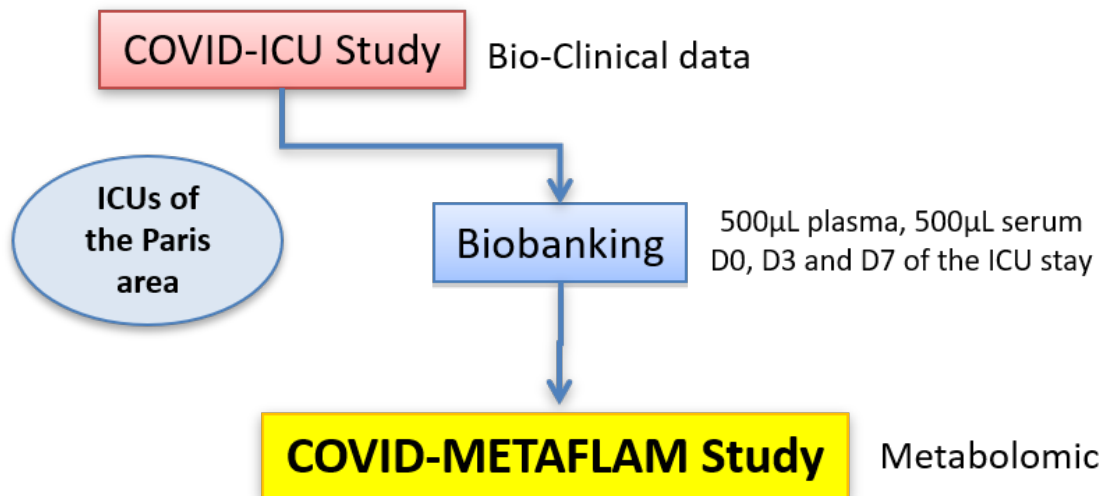 COVID-ICU Study
Bio-Clinical data
ICUs of
the Paris
area
Biobanking
500µL plasma, 500µL serum
D0, D3 and D7 of the ICU stay
COVID-METAFLAM Study
Metabolomic